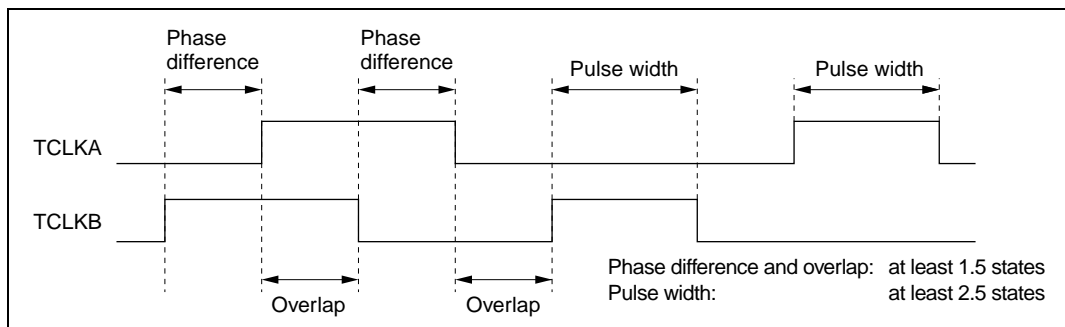 Phase
difference
Phase
difference
Pulse width
Pulse width
TCLKA
TCLKB
Overlap
Overlap
Phase difference and overlap: at least 1.5 states
Pulse width: at least 2.5 states